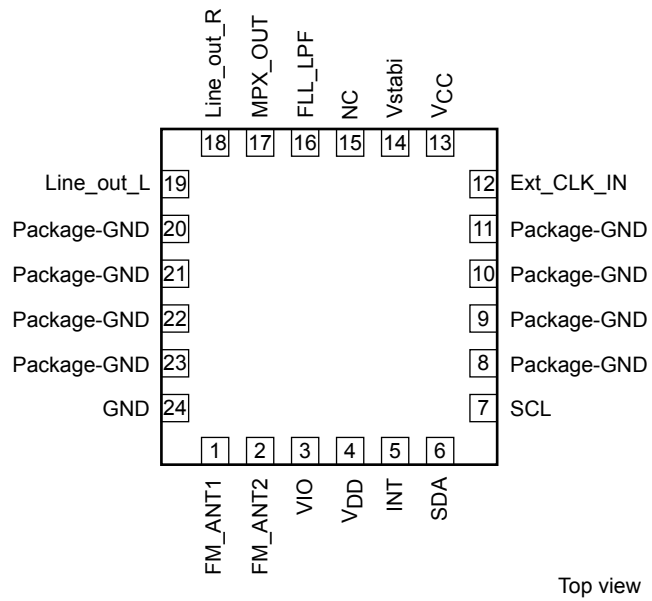 Line_out_R
MPX_OUT
FLL_LPF
NC
Vstabi
VCC
18
17
16
15
14
13
Line_out_L 19
12 Ext_CLK_IN
Package-GND 20
11 Package-GND
Package-GND 21
10 Package-GND
Package-GND 22
9 Package-GND
Package-GND 23
8 Package-GND
GND 24
7 SCL
1
2
3
4
5
6
FM_ANT1
FM_ANT2
VIO
VDD
INT
SDA
Top view